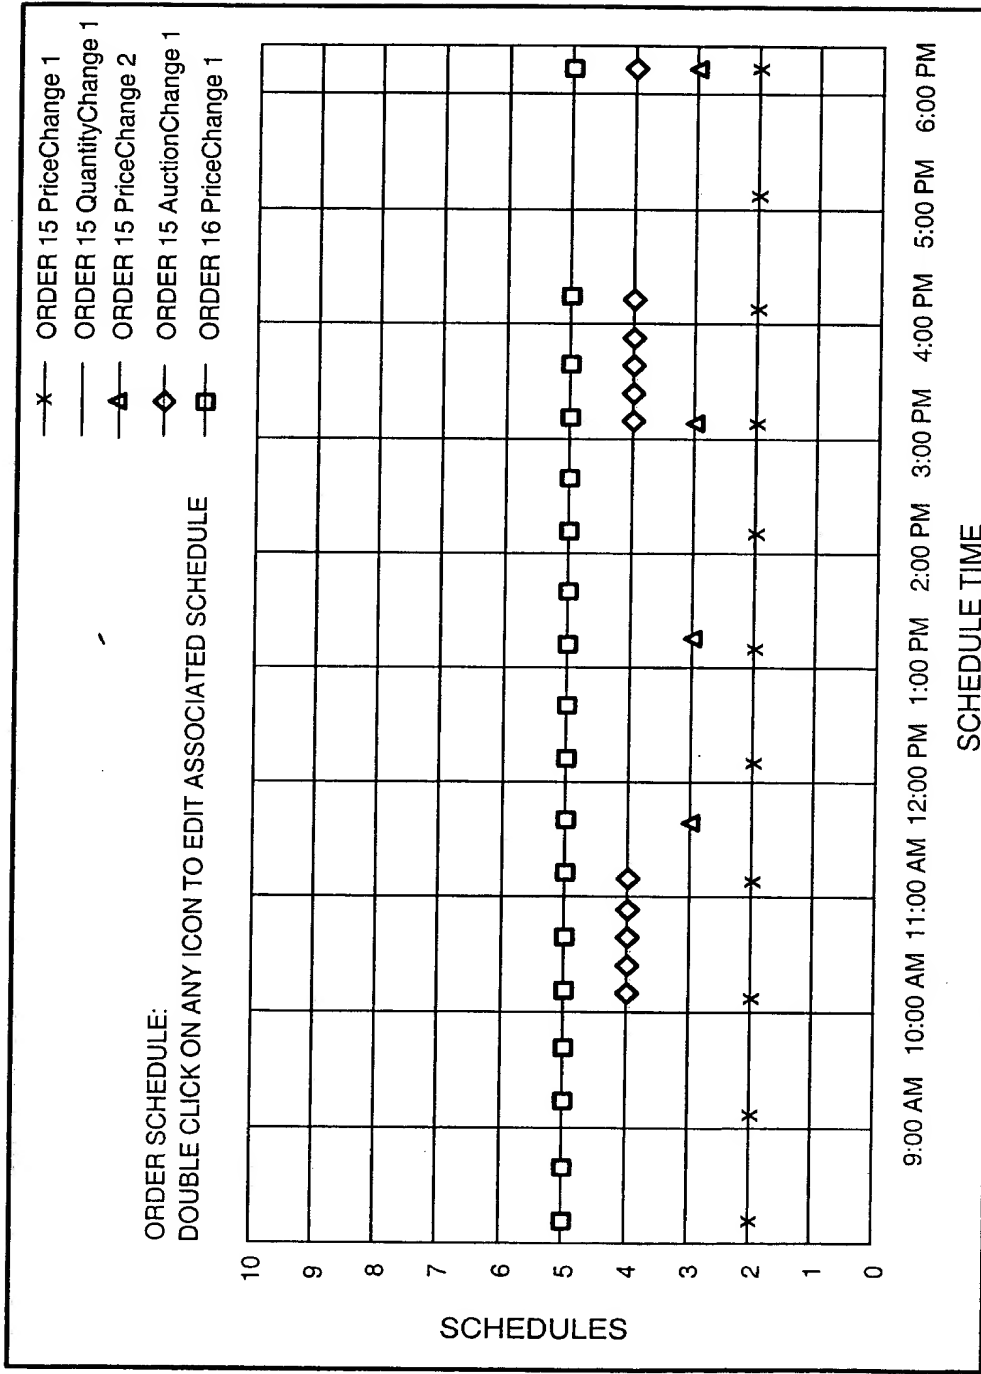 ORDER SCHEDULE:
DOUBLE CLICK ON ANY ICON TO EDIT ASSOCIATED SCHEDULE
ORDER 15 PriceChange 1
ORDER 15 QuantityChange 1
ORDER 15 PriceChange 2
ORDER 15 AuctionChange 1
ORDER 16 PriceChange 1
SCHEDULES
10
9
8
7
6
5
4
3
2
1
0
9:00 AM 10:00 AM 11:00 AM 12:00 PM 1:00 PM 2:00 PM 3:00 PM 4:00 PM 5:00 PM 6:00 PM
SCHEDULE TIME